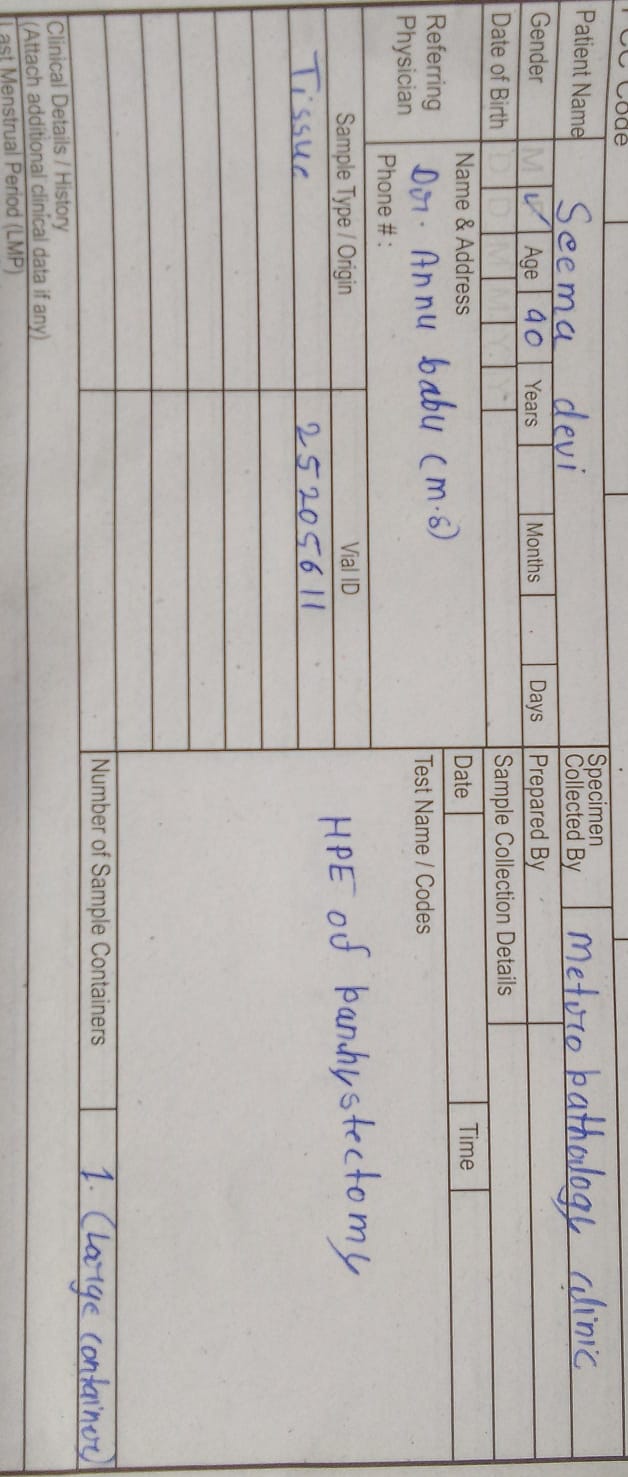 Code
Patient Name Seema devi
Specimen Collected By Metro pathology clinic
Gender M ✓ Age 40 Years Months Days
Prepared By
Date of Birth D D M M Y Y
Sample Collection Details
Referring Physician
Name & Address
Dr. Annu babu (m.s)
Phone # :
Date Time
Test Name / Codes
HPE of panhystectomy
Sample Type / Origin Vial ID
Tissue 25205611
Number of Sample Containers 1. (Large container)
Clinical Details / History
(Attach additional clinical data if any)
Last Menstrual Period (LMP)